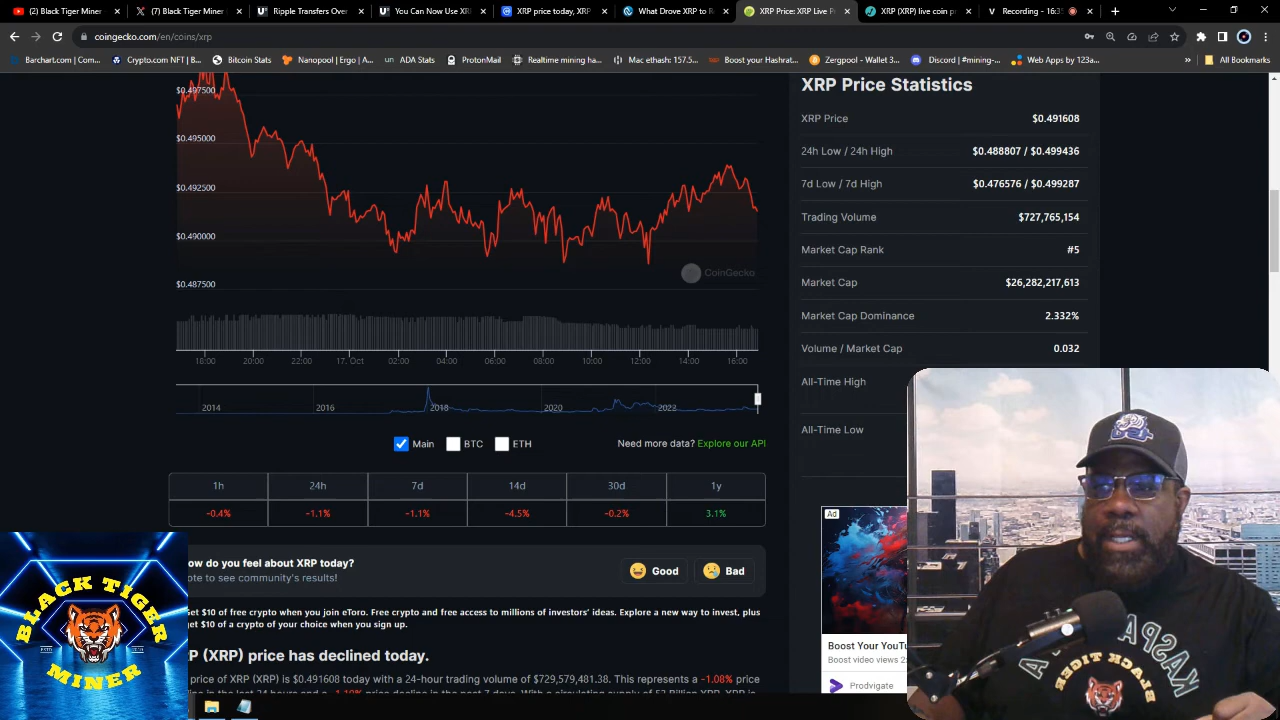 (2) Black Tiger Miner
(7) Black Tiger Miner
Ripple Transfers Over
You Can Now Use XRP
XRP price today, XRP
What Drove XRP to R
XRP Price: XRP Live P
XRP (XRP) live coin p
Recording - 16:3
coingecko.com/en/coins/xrp
Barchart.com | Com...
Crypto.com NFT | B...
Bitcoin Stats
Nanopool | Ergo | A...
ADA Stats
ProtonMail
Realtime mining ha...
Mac ethash: 157.5...
Boost your Hashrat...
Zergpool - Wallet 3...
Discord | #mining-...
Web Apps by 123a...
All Bookmarks
$0.497500
$0.495000
$0.492500
$0.490000
$0.487500
CoinGecko
18:00 20:00 22:00 17. Oct 02:00 04:00 06:00 08:00 10:00 12:00 14:00 16:00
2014 2016 2018 2020 2022
Main BTC ETH
Need more data? Explore our API
1h 24h 7d 14d 30d 1y
-0.4% -1.1% -1.1% -4.5% -0.2% 3.1%
ow do you feel about XRP today?
ote to see community's results!
Good
Bad
et $10 of free crypto when you join eToro. Free crypto and free access to millions of investors' ideas. Explore a new way to invest, plus
get $10 of a crypto of your choice when you sign up.
P (XRP) price has declined today.
price of XRP (XRP) is $0.491608 today with a 24-hour trading volume of $729,579,481.38. This represents a -1.08% price
XRP Price Statistics
XRP Price $0.491608
24h Low / 24h High $0.488807 / $0.499436
7d Low / 7d High $0.476576 / $0.499287
Trading Volume $727,765,154
Market Cap Rank #5
Market Cap $26,282,217,613
Market Cap Dominance 2.332%
Volume / Market Cap 0.032
All-Time High
All-Time Low
Ad
Boost Your YouTu
Boost video views 2
Prodvigate
BLACK TIGER
MINER
KASPA
BLACK TIGER